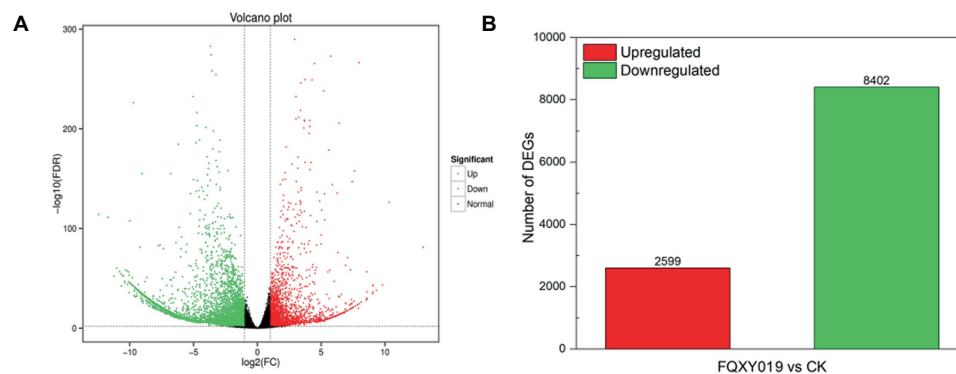 A
Volcano plot
300
200
100
0
−log10(FDR)
−10
−5
0
5
10
log2(FC)
Significant
Up
Down
Normal
B
10000
8000
6000
4000
2000
0
Number of DEGs
Upregulated
Downregulated
2599
8402
FQXY019 vs CK